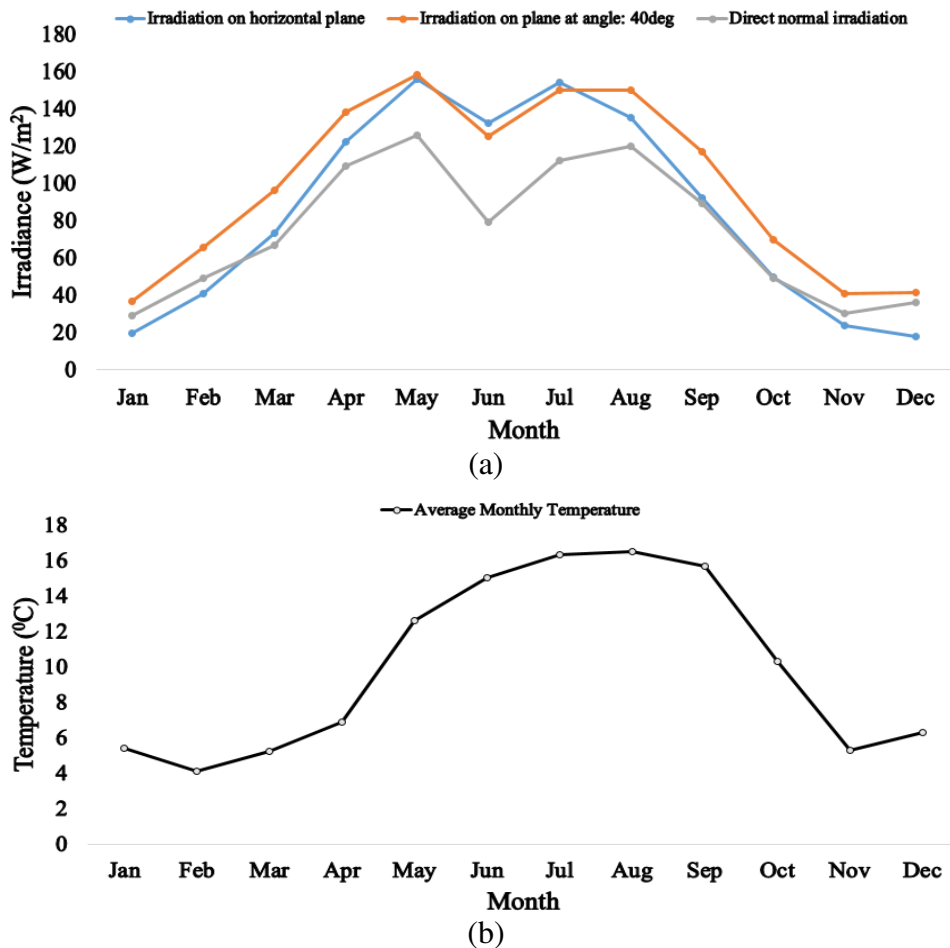 Irradiation on horizontal plane Irradiation on plane at angle: 40deg Direct normal irradiation
180
160
140
120
100
80
60
40
20
0
Irradiance (W/m²)
Jan Feb Mar Apr May Jun Jul Aug Sep Oct Nov Dec
Month
(a)
Average Monthly Temperature
18
16
14
12
10
8
6
4
2
0
Temperature (⁰C)
Jan Feb Mar Apr May Jun Jul Aug Sep Oct Nov Dec
Month
(b)